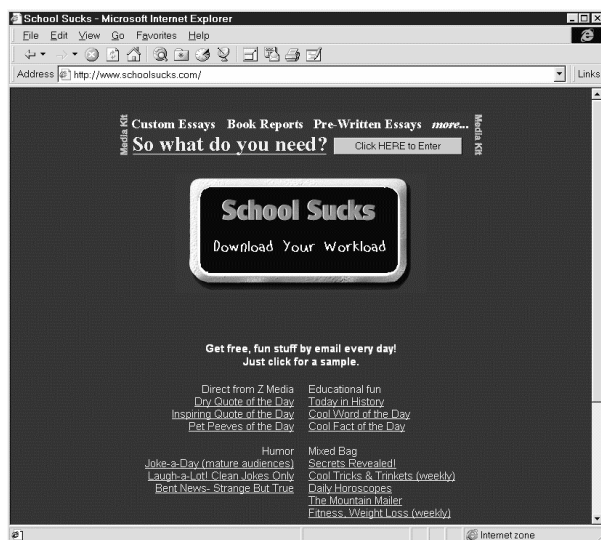 School Sucks - Microsoft Internet Explorer
File Edit View Go Favorites Help
Address http://www.schoolsucks.com/ Links
Media Kit
Custom Essays Book Reports Pre-Written Essays more...
So what do you need? Click HERE to Enter
Media Kit
School Sucks
Download Your Workload
Get free, fun stuff by email every day!
Just click for a sample.
Direct from Z Media Educational fun
Dry Quote of the Day Today in History
Inspiring Quote of the Day Cool Word of the Day
Pet Peeves of the Day Cool Fact of the Day
Humor Mixed Bag
Joke-a-Day (mature audiences) Secrets Revealed!
Laugh-a-Lot! Clean Jokes Only Cool Tricks & Trinkets (weekly)
Bent News- Strange But True Daily Horoscopes
The Mountain Mailer
Fitness, Weight Loss (weekly)
Internet zone